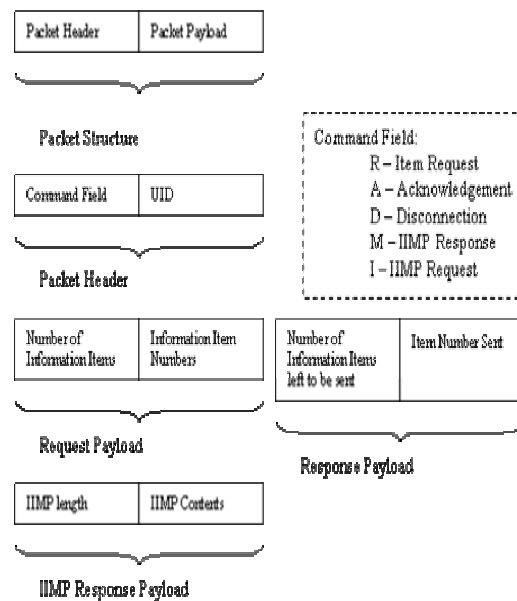 Packet Header
Packet Payload
Packet Structure
Command Field:
R – Item Request
A – Acknowledgement
D – Disconnection
M – IIMP Response
I – IIMP Request
Command Field
UID
Packet Header
Number of
Information Items
Information Item
Numbers
Request Payload
Number of
Information Items
left to be sent
Item Number Sent
Response Payload
IIMP length
IIMP Contents
IIMP Response Payload